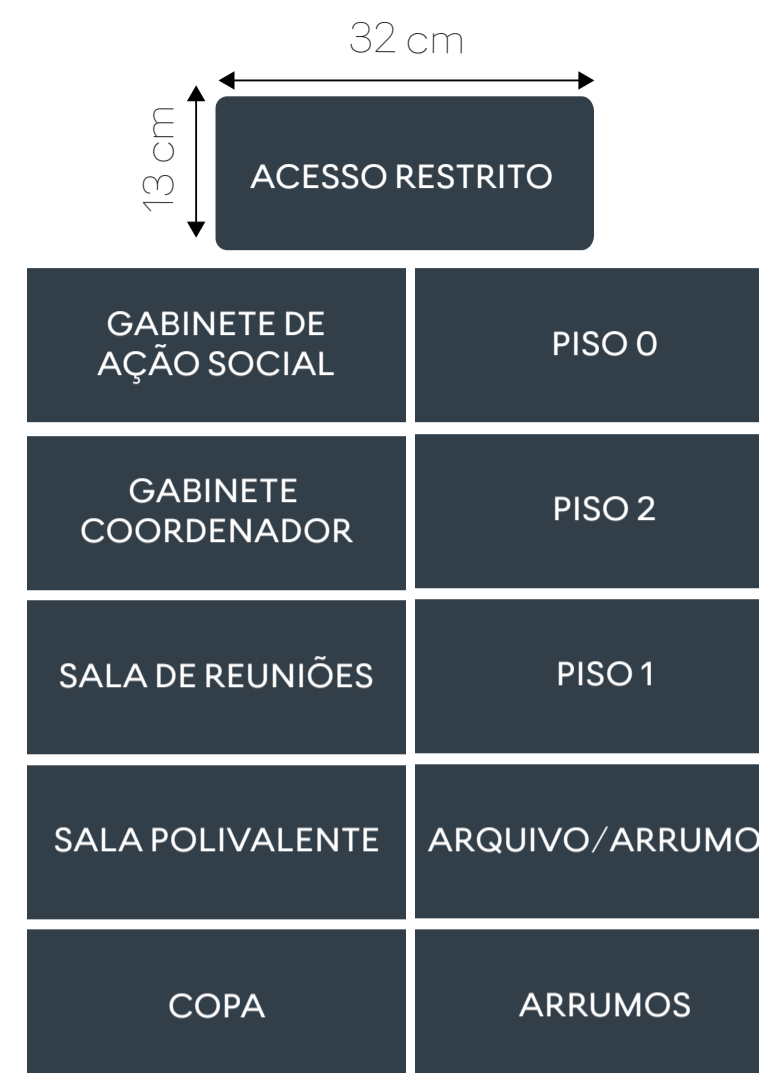 32 cm
13 cm
ACESSO RESTRITO
GABINETE DE
AÇÃO SOCIAL
PISO 0
GABINETE
COORDENADOR
PISO 2
SALA DE REUNIÕES
PISO 1
SALA POLIVALENTE
ARQUIVO/ARRUMO
COPA
ARRUMOS